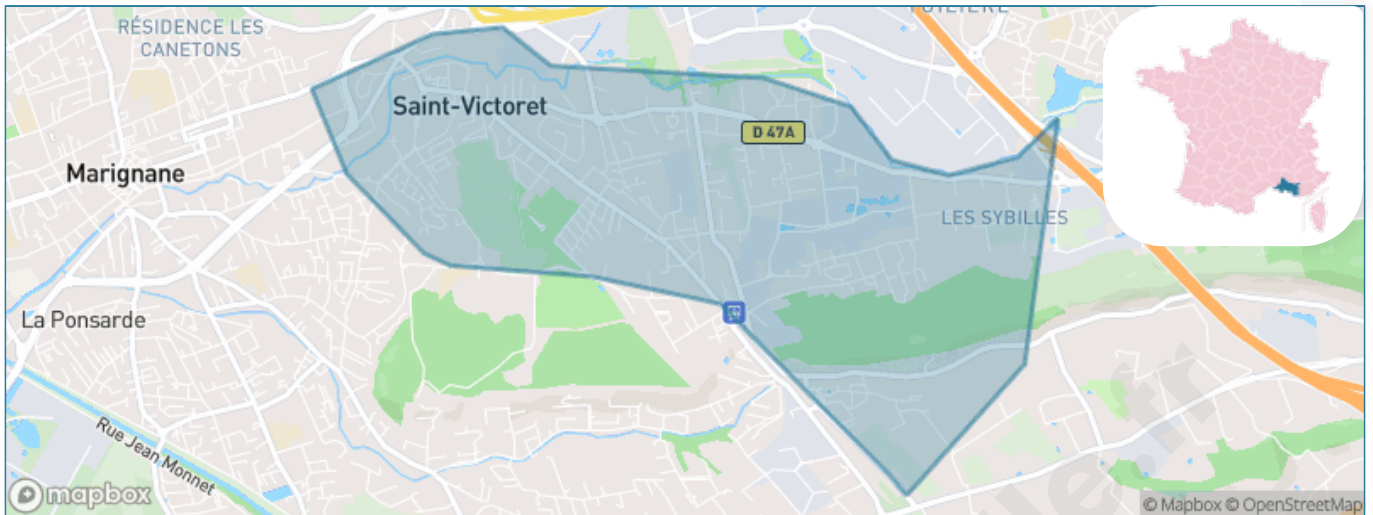 RÉSIDENCE LES
CANETONS
Saint-Victoret
D 47A
Marignane
LES SYBILLES
La Ponsarde
Rue Jean Monnet
mapbox
© Mapbox © OpenStreetMap